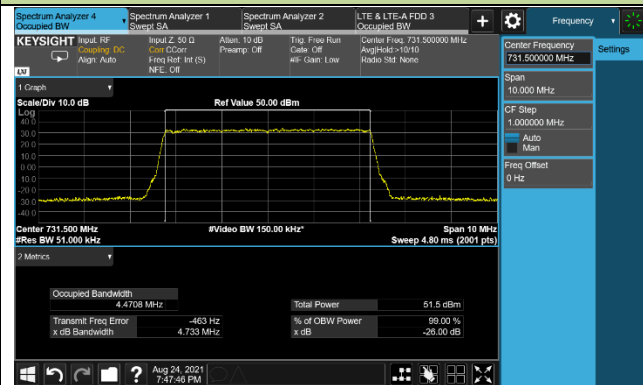 Spectrum Analyzer 4
Occupied BW
Spectrum Analyzer 1
Swept SA
Spectrum Analyzer 2
Swept SA
LTE & LTE-A FDD 3
Occupied BW
+
Frequency
KEYSIGHT
LXI
Input: RF
Coupling: DC
Align: Auto
Input Z: 50 Ω
Corr CCorr
Freq Ref: Int (S)
NFE: Off
Atten: 10 dB
Preamp: Off
Trig: Free Run
Gate: Off
#IF Gain: Low
Center Freq: 731.500000 MHz
Avg|Hold:>10/10
Radio Std: None
Center Frequency
731.500000 MHz
Settings
Span
10.000 MHz
CF Step
1.000000 MHz
Auto
Man
Freq Offset
0 Hz
1 Graph
Scale/Div 10.0 dB
Ref Value 50.00 dBm
Log
40.0
30.0
20.0
10.0
0.00
-10.0
-20.0
-30.0
-40.0
Center 731.500 MHz
#Video BW 150.00 kHz*
Span 10 MHz
#Res BW 51.000 kHz
Sweep 4.80 ms (2001 pts)
2 Metrics
Occupied Bandwidth
4.4708 MHz
Total Power
51.5 dBm
Transmit Freq Error
-463 Hz
% of OBW Power
99.00 %
x dB Bandwidth
4.733 MHz
x dB
-26.00 dB
?
Aug 24, 2021
7:47:46 PM